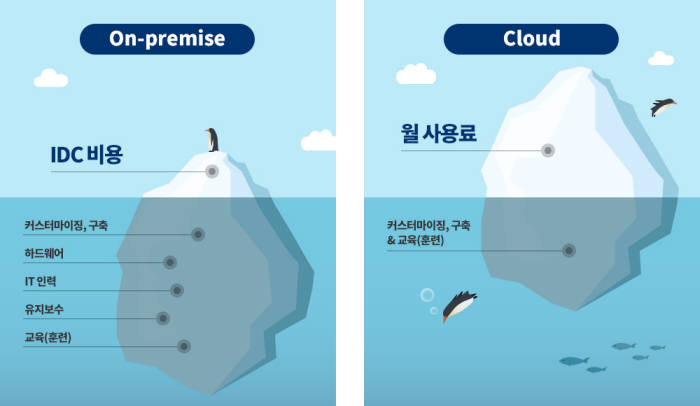 On-premise
IDC 비용
커스터마이징, 구축
하드웨어
IT 인력
유지보수
교육(훈련)
Cloud
월 사용료
커스터마이징, 구축
& 교육(훈련)